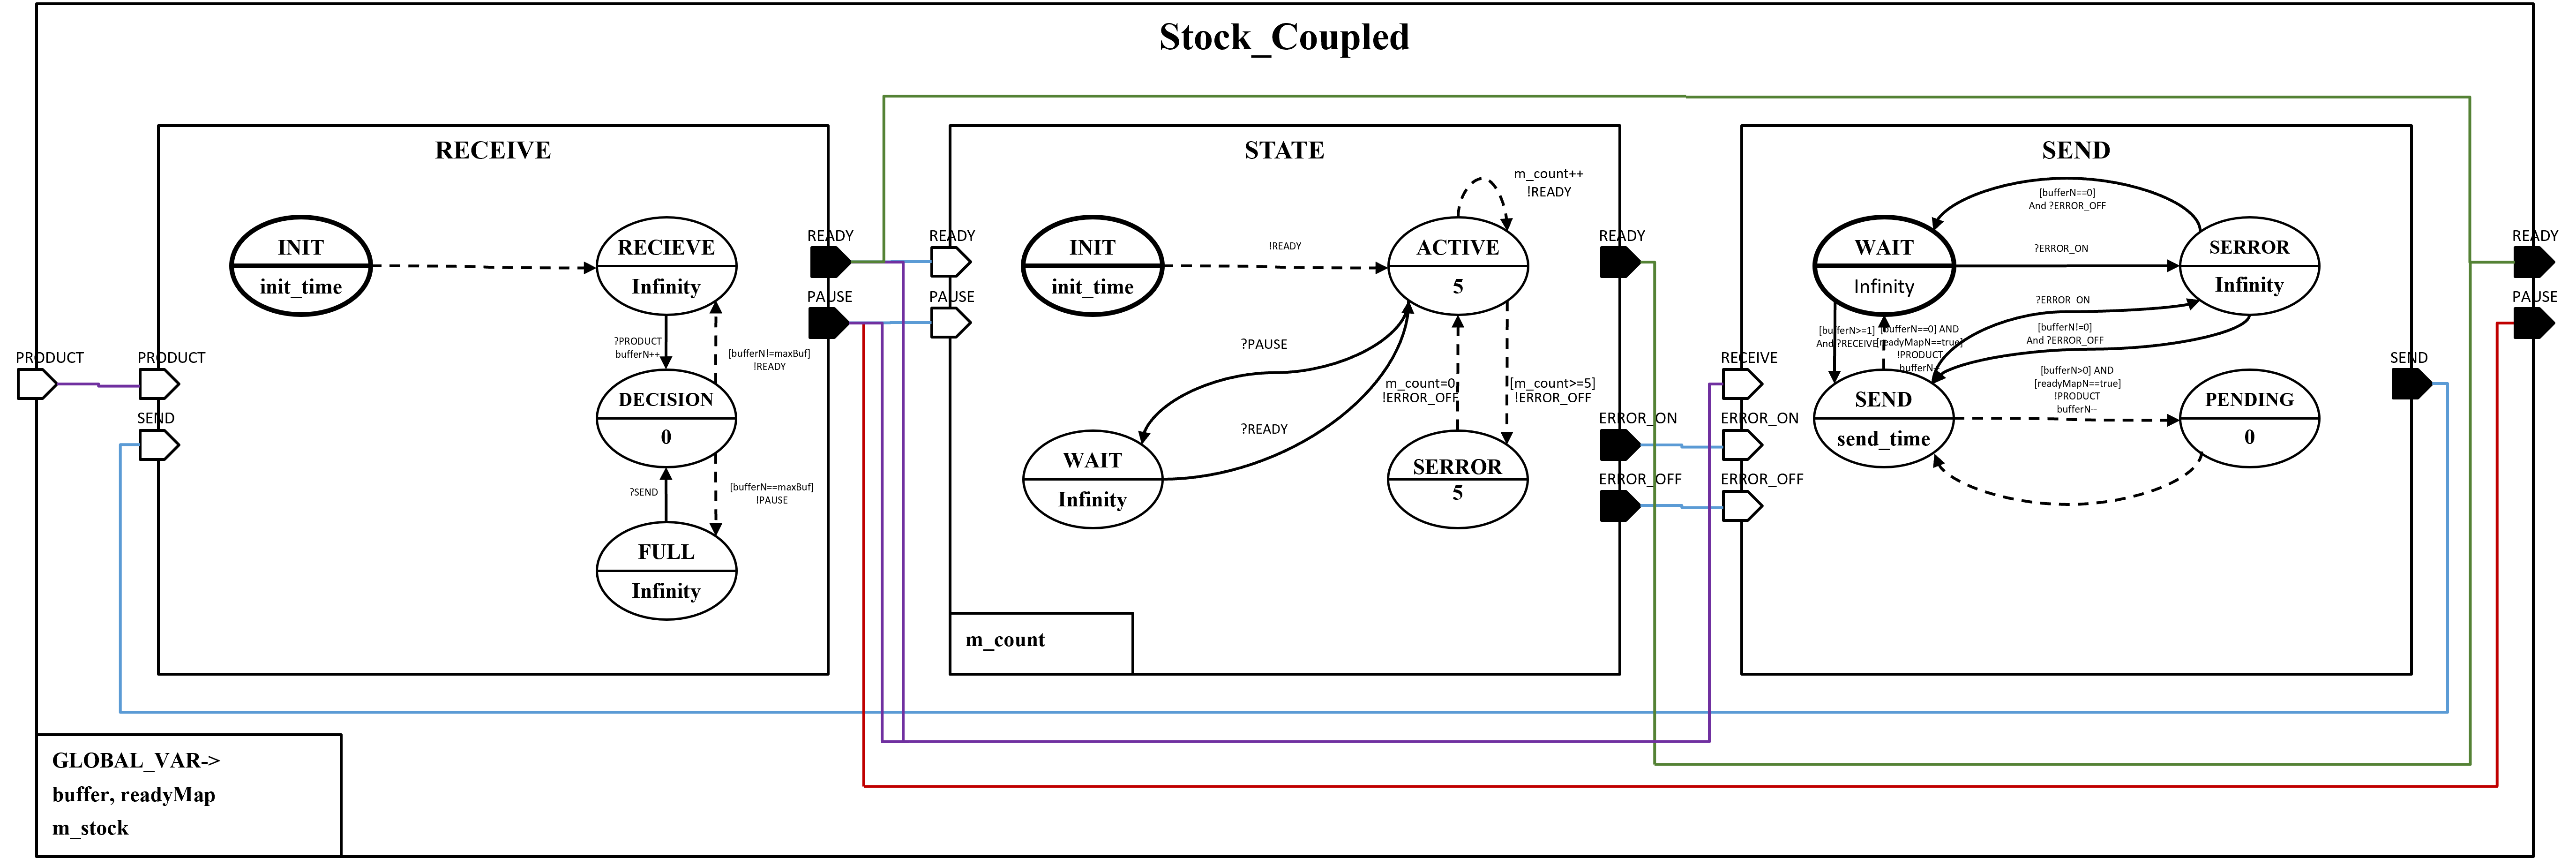 Stock_Coupled
RECEIVE
INIT
init_time
RECIEVE
Infinity
?PRODUCT
bufferN++
[bufferN!=maxBuf]
!READY
DECISION
0
?SEND
[bufferN==maxBuf]
!PAUSE
FULL
Infinity
PRODUCT
PRODUCT
SEND
READY
PAUSE
READY
PAUSE
STATE
INIT
init_time
!READY
m_count++
!READY
ACTIVE
5
?PAUSE
?READY
m_count=0
!ERROR_OFF
[m_count>=5]
!ERROR_OFF
WAIT
Infinity
SERROR
5
m_count
READY
ERROR_ON
ERROR_OFF
RECEIVE
ERROR_ON
ERROR_OFF
SEND
[bufferN==0]
And ?ERROR_OFF
WAIT
Infinity
?ERROR_ON
SERROR
Infinity
?ERROR_ON
[bufferN!=0]
And ?ERROR_OFF
[bufferN>=1]
And ?RECEIVE
[bufferN==0] AND
[readyMapN==true]
!PRODUCT
bufferN--
SEND
send_time
[bufferN>0] AND
[readyMapN==true]
!PRODUCT
bufferN--
PENDING
0
SEND
READY
PAUSE
GLOBAL_VAR->
buffer, readyMap
m_stock